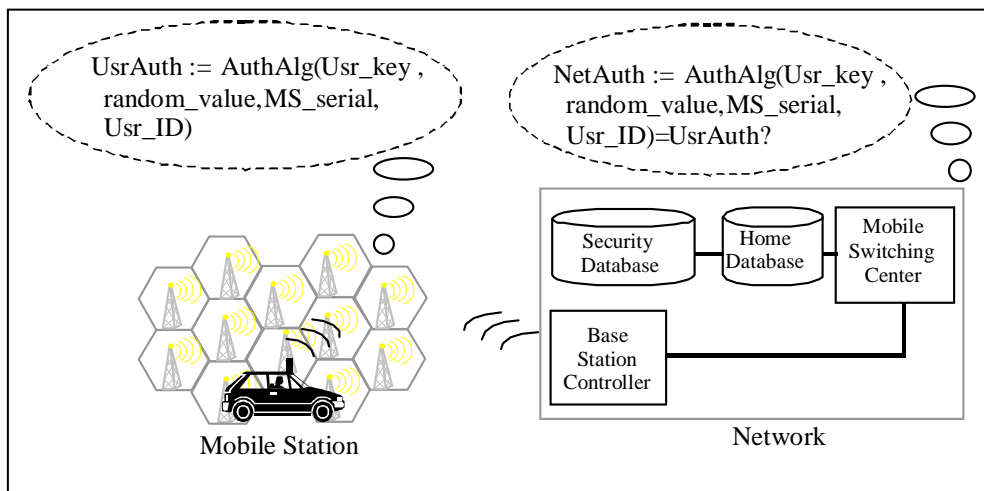 UsrAuth := AuthAlg(Usr_key ,
random_value,MS_serial,
Usr_ID)
NetAuth := AuthAlg(Usr_key ,
random_value,MS_serial,
Usr_ID)=UsrAuth?
Security
Database
Home
Database
Mobile
Switching
Center
Base
Station
Controller
Mobile Station
Network